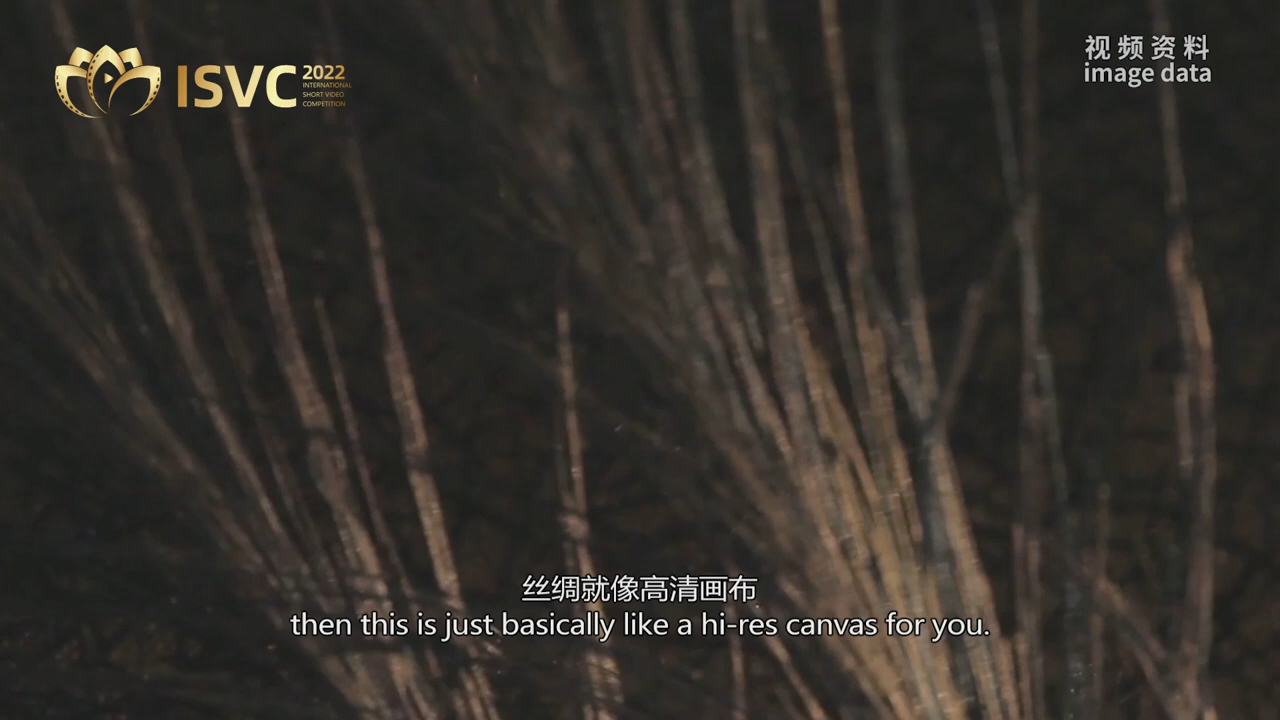 ISVC 2022
INTERNATIONAL
SHORT VIDEO
COMPETITION
视频资料
image data
丝绸就像高清画布
then this is just basically like a hi-res canvas for you.